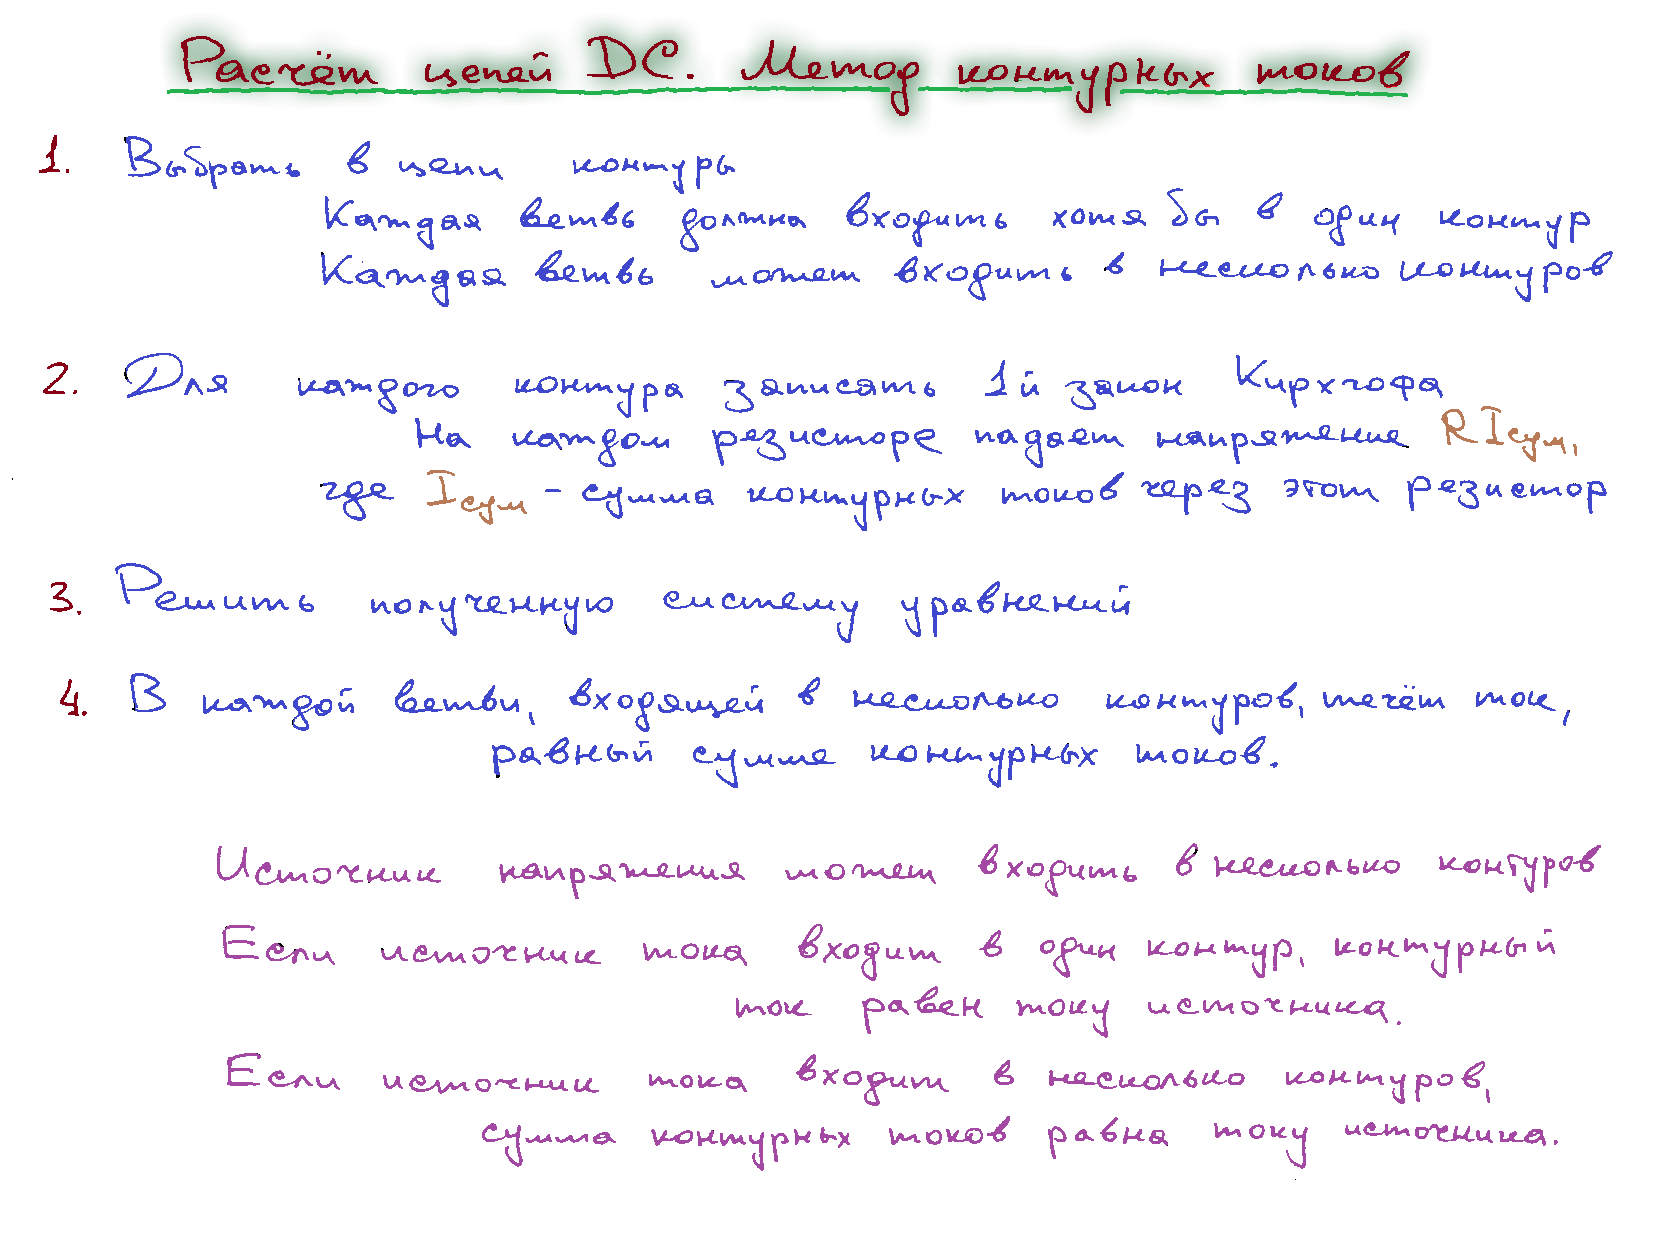 Расчёт цепей DC. Метод контурных токов
1. Выбрать в цепи контуры
Каждая ветвь должна входить хотя бы в один контур
Каждая ветвь может входить в несколько контуров
2. Для каждого контура записать 1й закон Кирхгофа
На каждом резисторе падает напряжение RIсум,
где Iсум - сумма контурных токов через этот резистор
3. Решить полученную систему уравнений
4. В каждой ветви, входящей в несколько контуров, течёт ток,
равный сумме контурных токов.
Источник напряжения может входить в несколько контуров
Если источник тока входит в один контур, контурный
ток равен току источника.
Если источник тока входит в несколько контуров,
сумма контурных токов равна току источника.